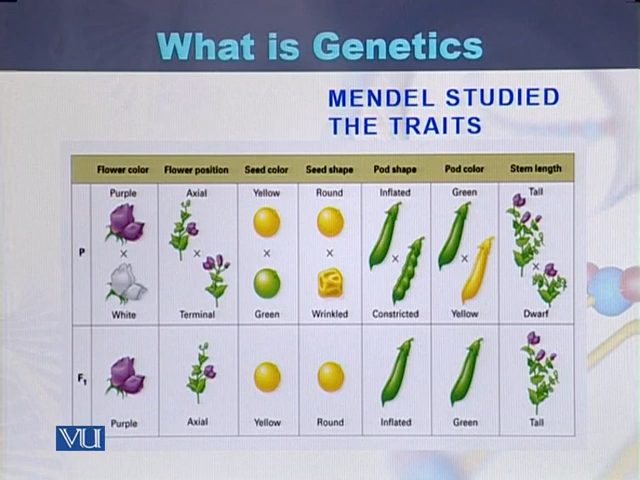 What is Genetics
MENDEL STUDIED
THE TRAITS
Flower color Flower position Seed color Seed shape Pod shape Pod color Stem length
Purple Axial Yellow Round Inflated Green Tall
P × × × × × × ×
White Terminal Green Wrinkled Constricted Yellow Dwarf
F1
Purple Axial Yellow Round Inflated Green Tall
VU